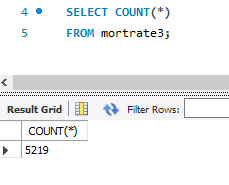 4 SELECT COUNT(*)
5 FROM mortrate3;
Result Grid Filter Rows:
COUNT(*)
5219